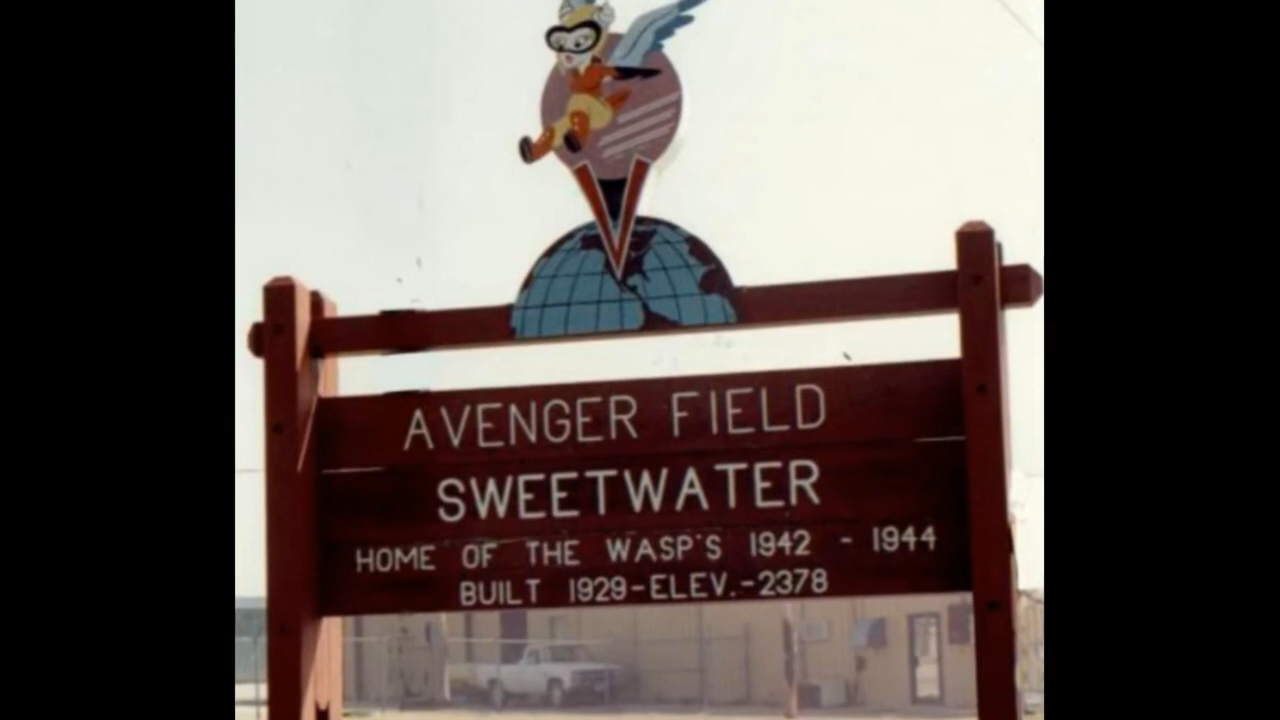 AVENGER FIELD
SWEETWATER
HOME OF THE WASP'S 1942 - 1944
BUILT 1929-ELEV.-2378